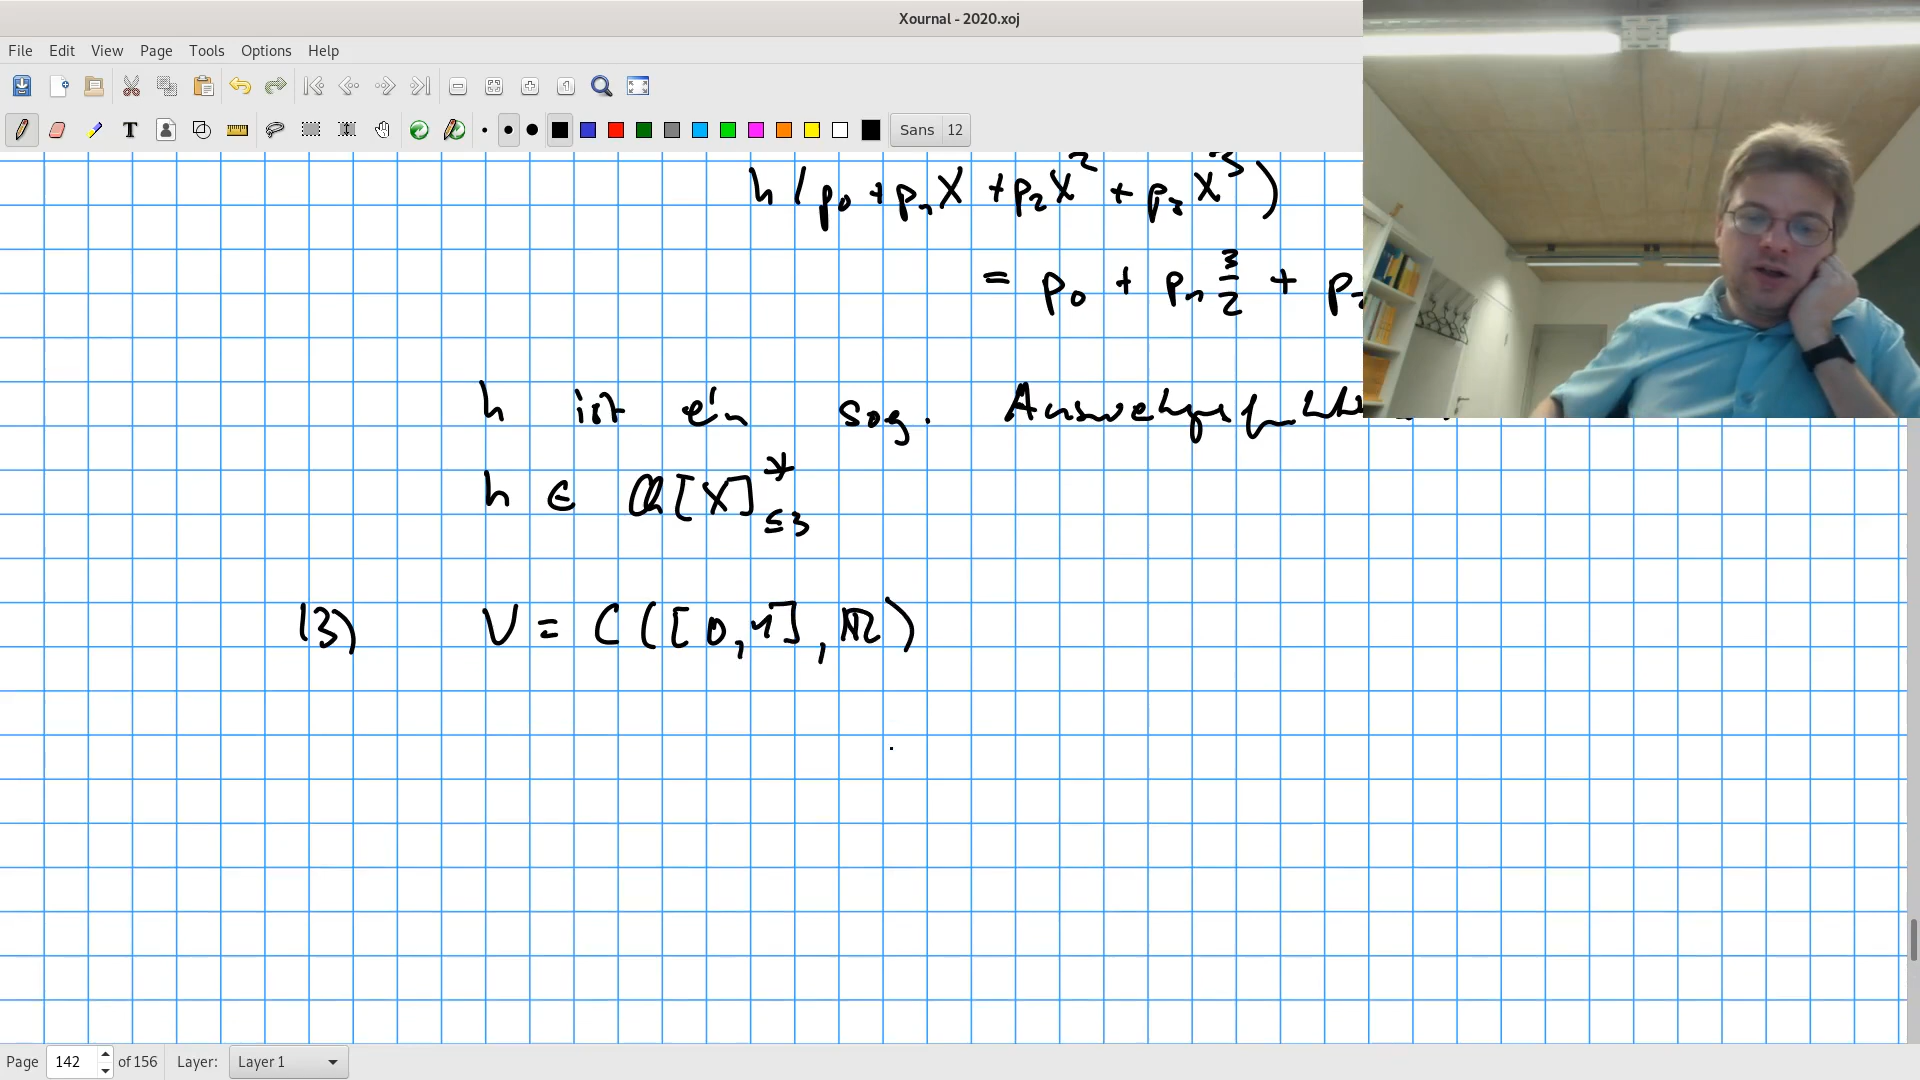 Xournal - 2020.xoj
File Edit View Page Tools Options Help
Sans 12
h(p₀ + p₁X + p₂X² + p₃X³)
= p₀ + p₁ 3/2 + p₂
h ist ein sog.
h ∈ ℚ[X]*≤3
(3) V = C([0,1], ℝ)
Page 142 of 156 Layer: Layer 1